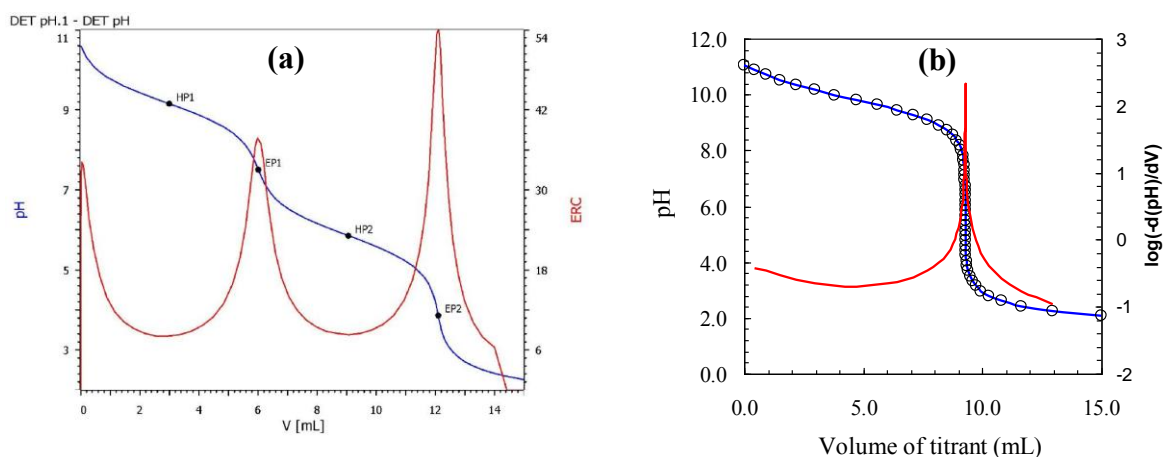 DET pH.1 - DET pH
(a)
11
9
7
5
3
pH
54
42
30
18
6
ERC
HP1
EP1
HP2
EP2
0
2
4
6
8
10
12
14
V [mL]
(b)
12.0
10.0
8.0
6.0
4.0
2.0
0.0
pH
3
2
1
0
-1
-2
log(-d(pH)/dV)
0.0
5.0
10.0
15.0
Volume of titrant (mL)